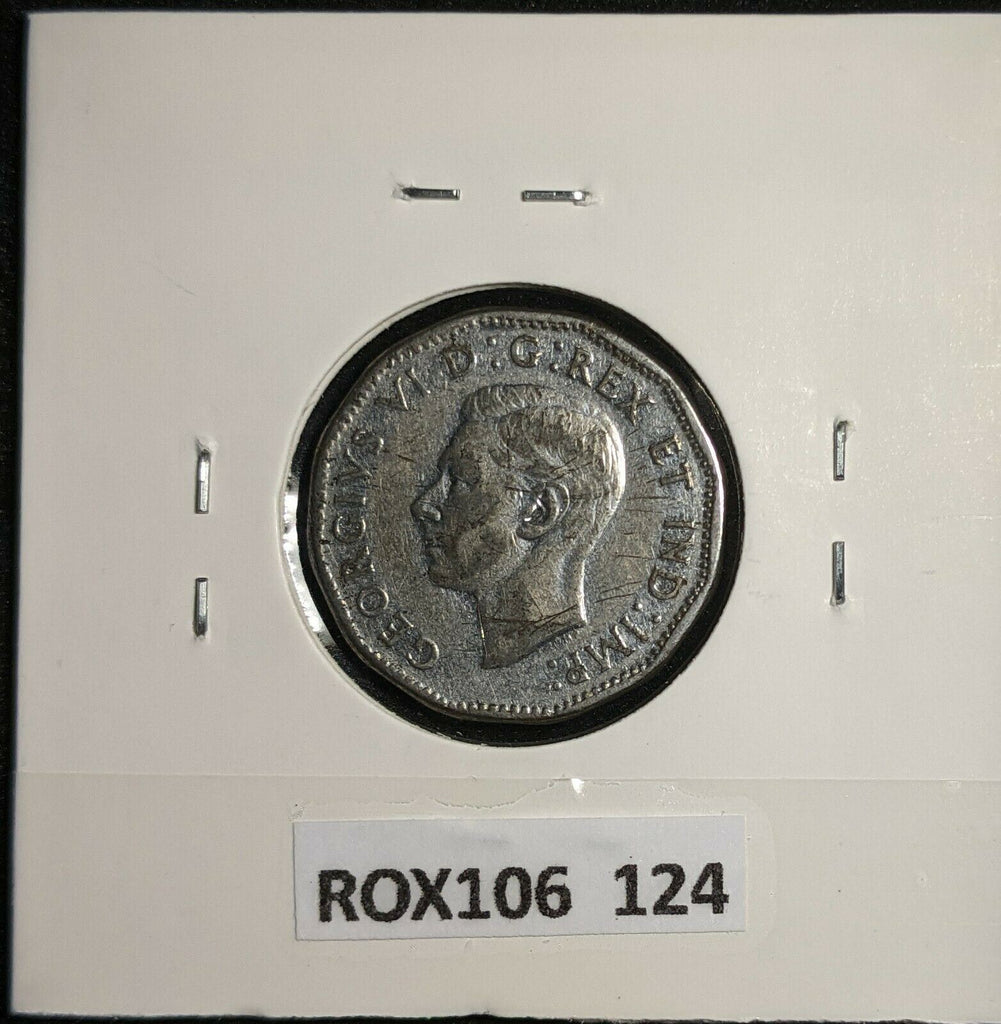 GEORGIVS VI D:G:REX ET IND:IMP:
ROX106 124